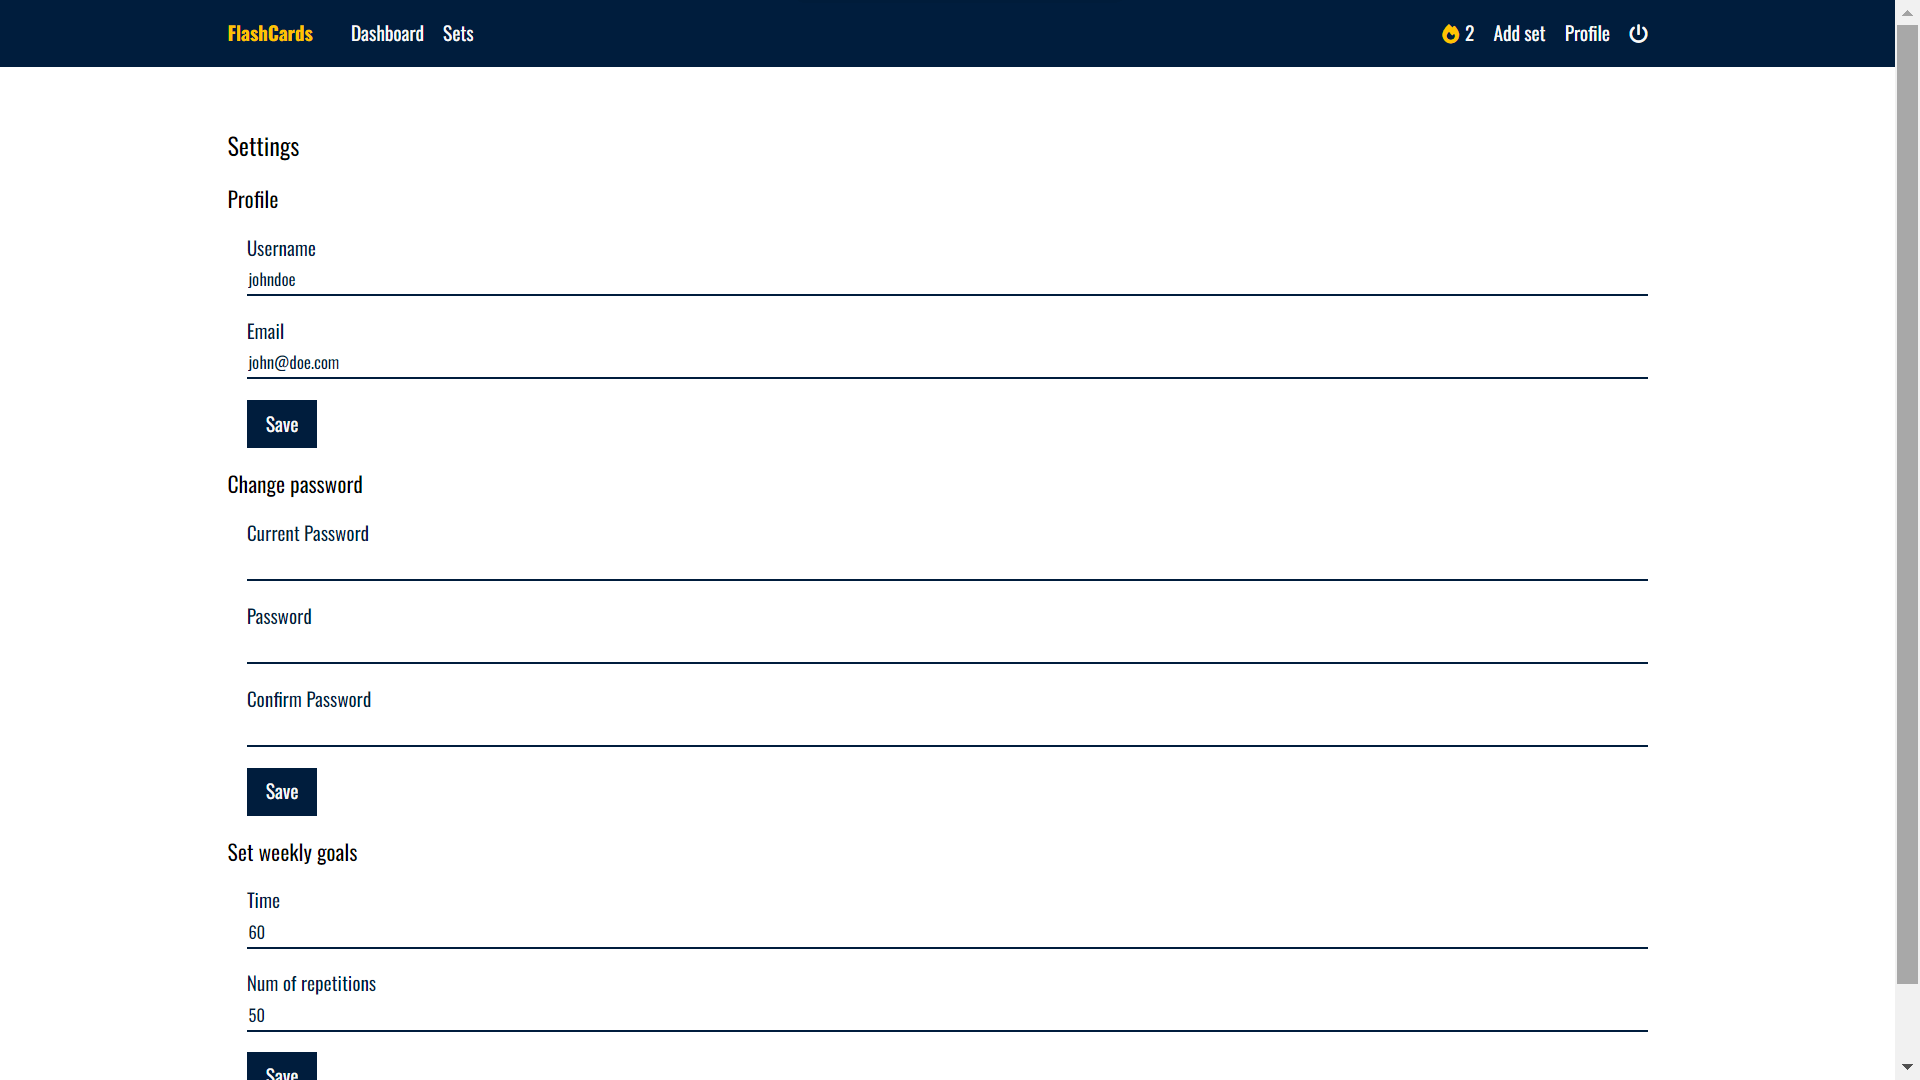 FlashCards Dashboard Sets 2 Add set Profile
Settings
Profile
Username
johndoe
Email
john@doe.com
Save
Change password
Current Password
Password
Confirm Password
Save
Set weekly goals
Time
60
Num of repetitions
50
Save